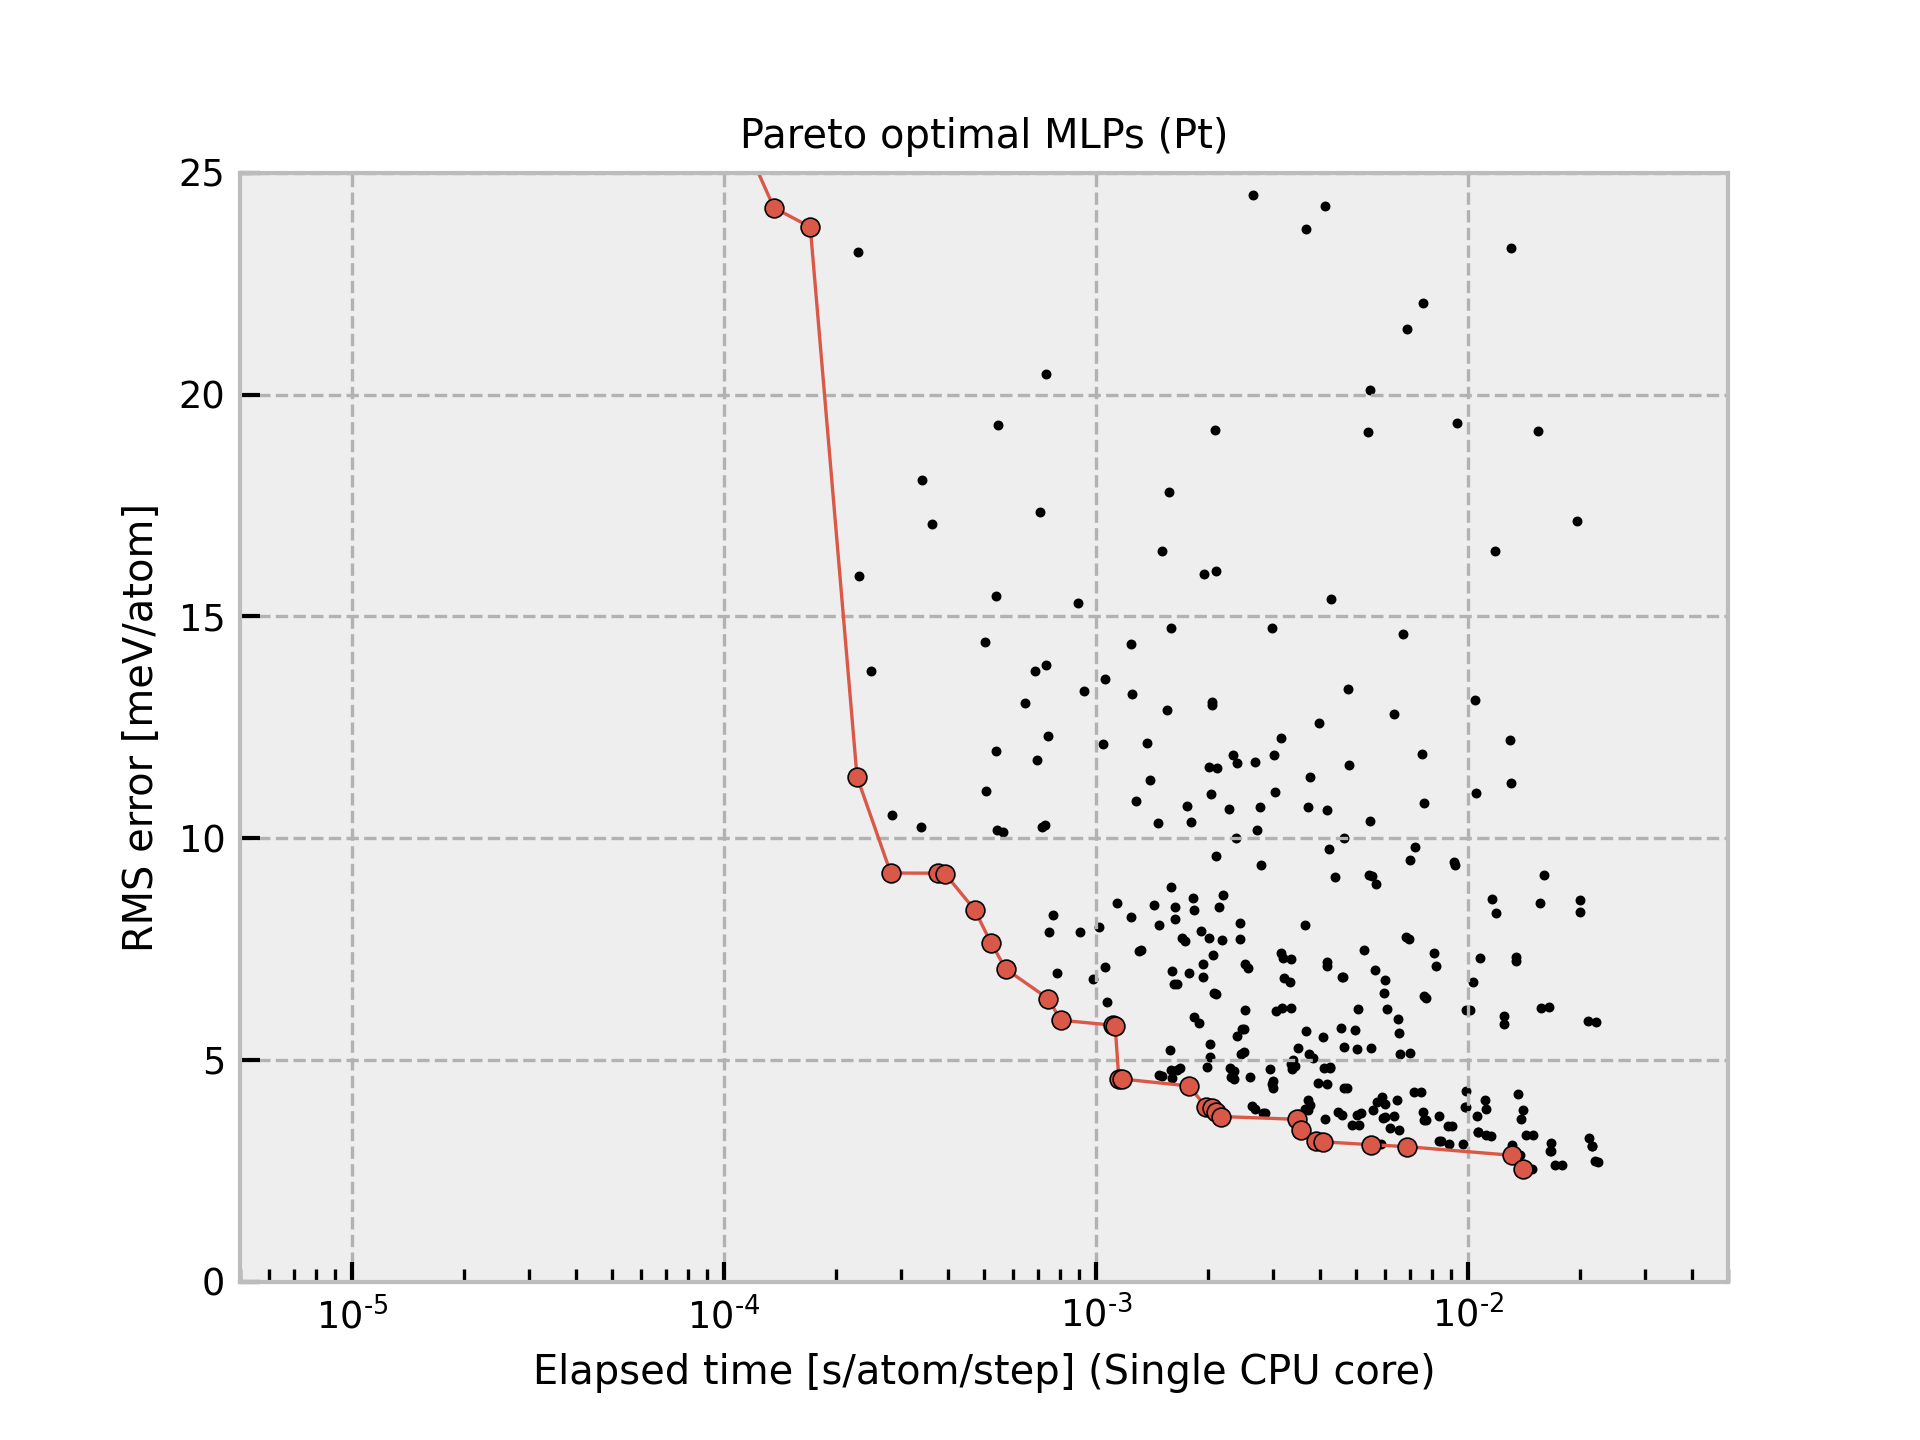 Pareto optimal MLPs (Pt)
25
20
15
10
5
0
RMS error [meV/atom]
10-5 10-4 10-3 10-2
Elapsed time [s/atom/step] (Single CPU core)